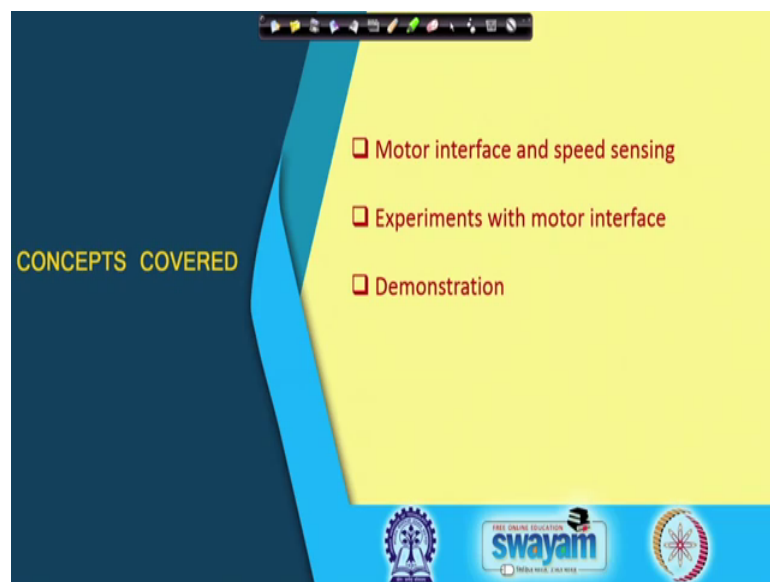 CONCEPTS COVERED
Motor interface and speed sensing
Experiments with motor interface
Demonstration
FREE ONLINE EDUCATION
swayam